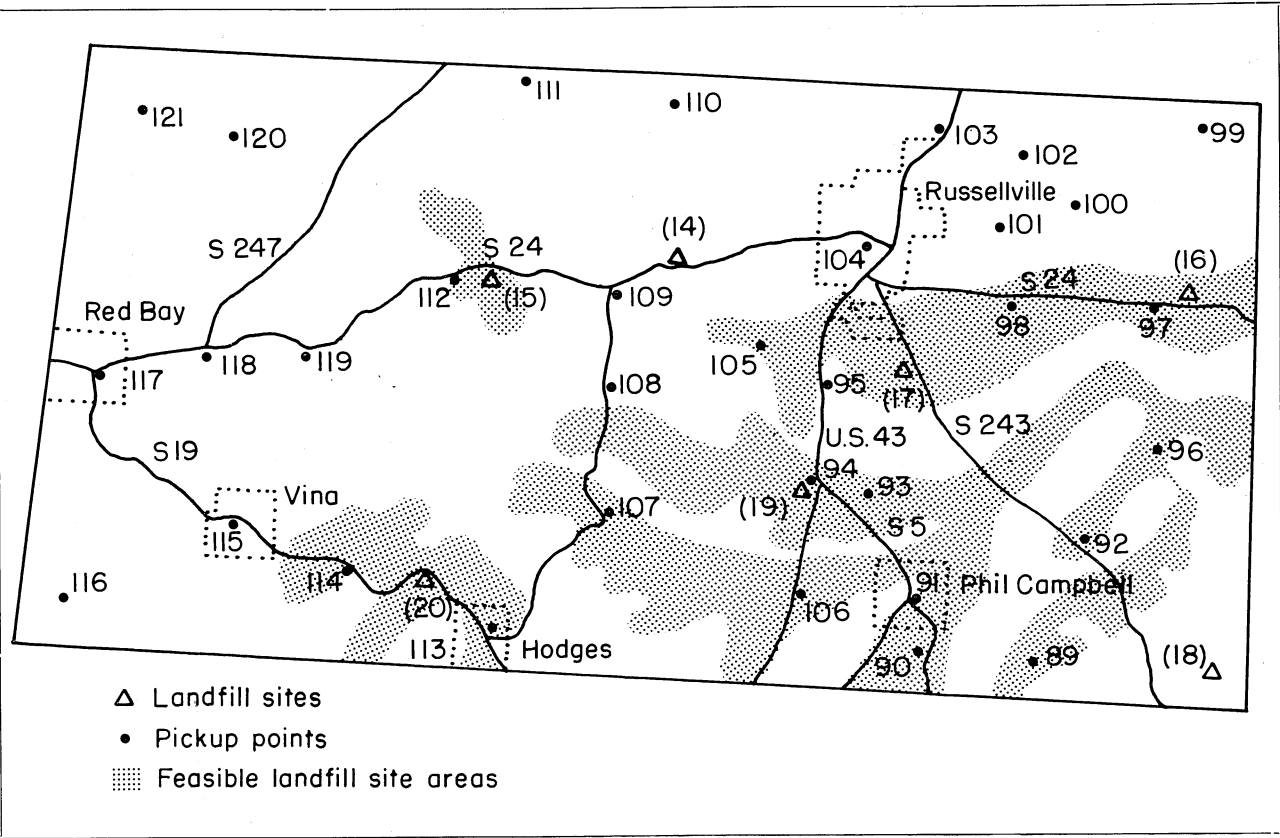 111
110
121
120
103
99
102
Russellville
100
101
(14)
S 247
S 24
104
(16)
S 24
112
(15)
109
Red Bay
98
97
118
119
105
117
108
95
(17)
S 243
U.S. 43
S 19
94
96
93
Vina
(19)
107
S 5
115
92
114
116
(20)
91
Phil Campbell
106
113
Hodges
90
89
(18)
Landfill sites
Pickup points
Feasible landfill site areas